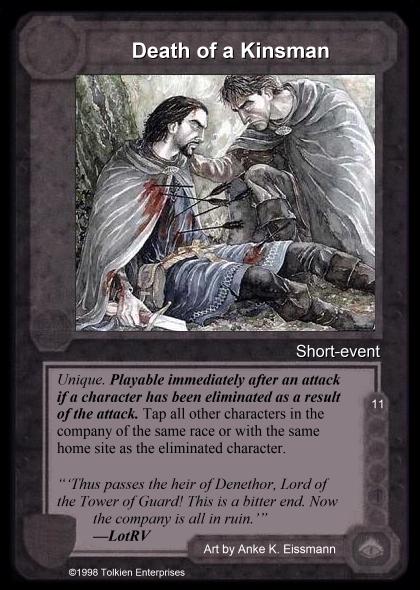 Death of a Kinsman
Short-event
Unique. Playable immediately after an attack
if a character has been eliminated as a result
of the attack. Tap all other characters in the
company of the same race or with the same
home site as the eliminated character.
11
“‘Thus passes the heir of Denethor, Lord of
the Tower of Guard! This is a bitter end. Now
the company is all in ruin.’”
—LotRV
Art by Anke K. Eissmann
©1998 Tolkien Enterprises